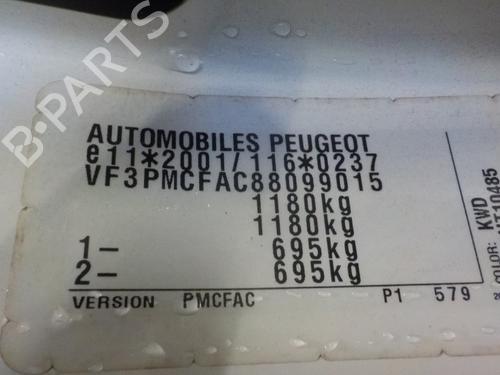 B-PARTS
AUTOMOBILES PEUGEOT
e11*2001/116*0237
VF3PMCFAC88099015
1180kg
1180kg
1- 695kg
2- 695kg
VERSION PMCFAC P1 579
COLOR: KWD